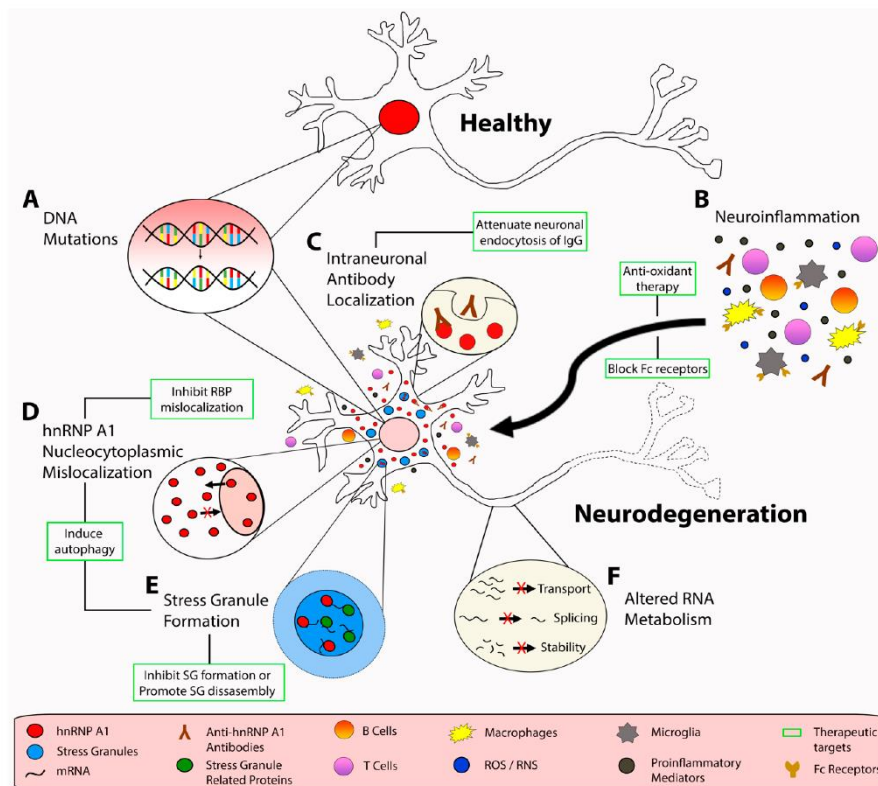 Healthy
A
DNA
Mutations
B
Neuroinflammation
C
Intraneuronal
Antibody
Localization
Attenuate neuronal
endocytosis of IgG
Anti-oxidant
therapy
Block Fc receptors
D
hnRNP A1
Nucleocytoplasmic
Mislocalization
Inhibit RBP
mislocalization
Induce
autophagy
Neurodegeneration
E
Stress Granule
Formation
Inhibit SG formation or
Promote SG dissasembly
F
Altered RNA
Metabolism
Transport
Splicing
Stability
hnRNP A1
Stress Granules
mRNA
Anti-hnRNP A1
Antibodies
Stress Granule
Related Proteins
B Cells
T Cells
Macrophages
ROS / RNS
Microglia
Proinflammatory
Mediators
Therapeutic
targets
Fc Receptors